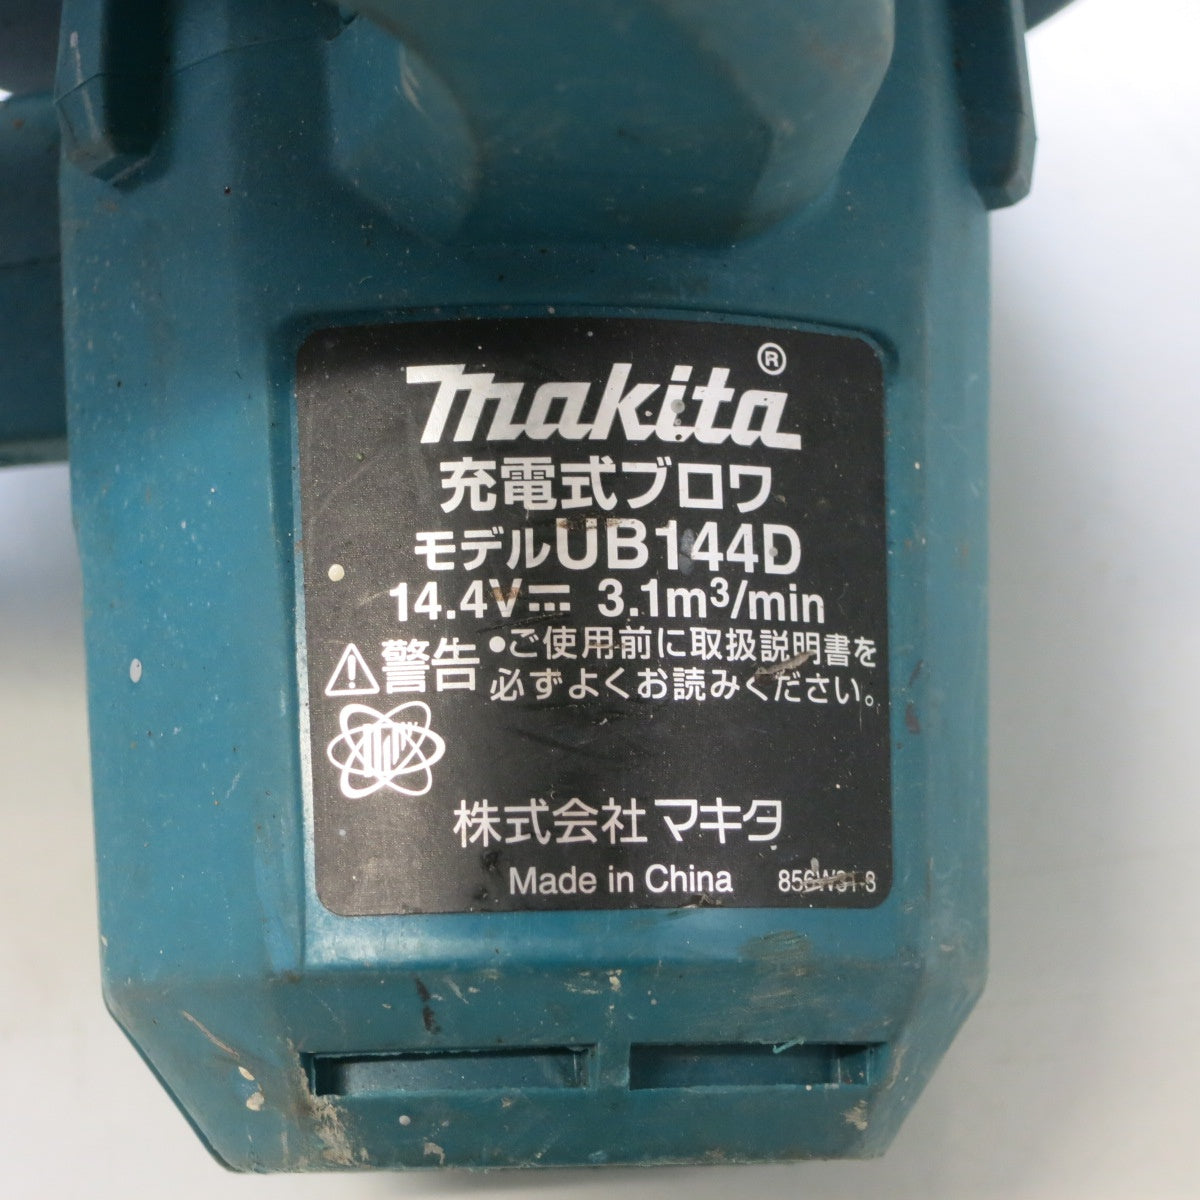 makita®
充電式ブロワ
モデルUB144D
14.4V⎓ 3.1m³/min
⚠警告 •ご使用前に取扱説明書を
必ずよくお読みください。
株式会社マキタ
Made in China